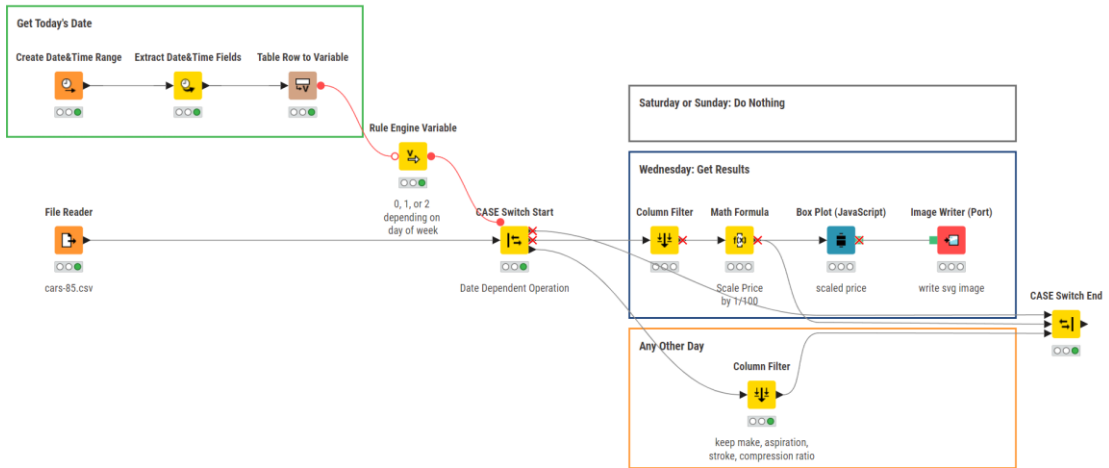 Get Today's Date
Create Date&Time Range
Extract Date&Time Fields
Table Row to Variable
Rule Engine Variable
0, 1, or 2
depending on
day of week
File Reader
cars-85.csv
CASE Switch Start
Date Dependent Operation
Saturday or Sunday: Do Nothing
Wednesday: Get Results
Column Filter
Math Formula
f(x)
Scale Price
by 1/100
Box Plot (JavaScript)
scaled price
Image Writer (Port)
write svg image
CASE Switch End
Any Other Day
Column Filter
keep make, aspiration,
stroke, compression ratio